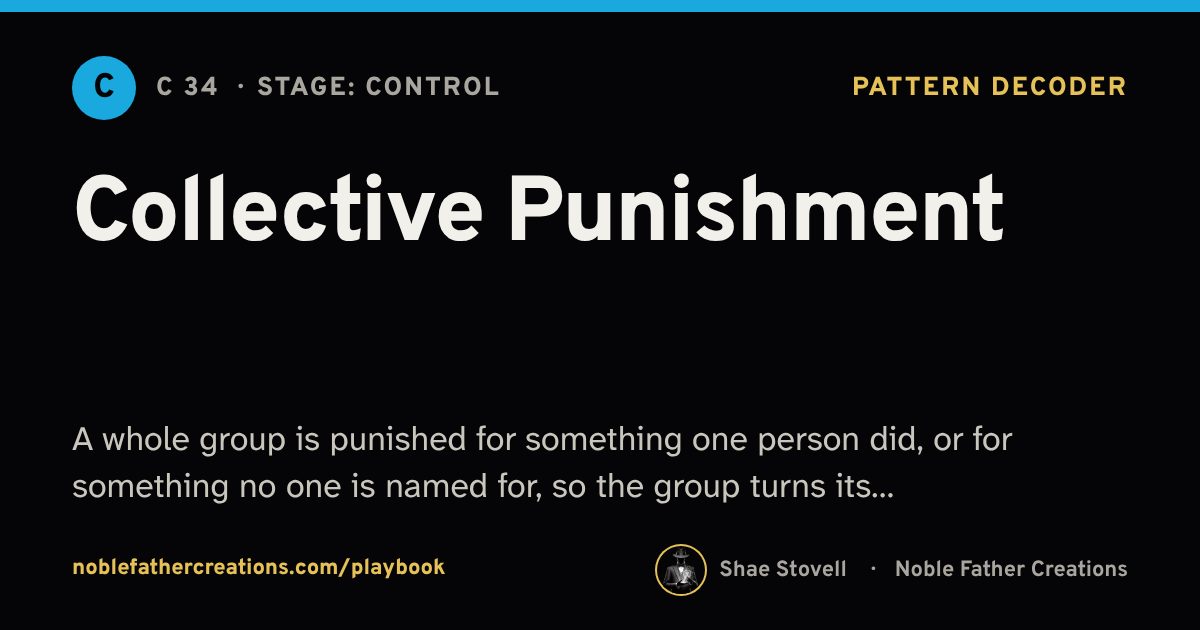 C
C 34 · STAGE: CONTROL
PATTERN DECODER
Collective Punishment
A whole group is punished for something one person did, or for
something no one is named for, so the group turns its...
noblefathercreations.com/playbook
Shae Stovell · Noble Father Creations